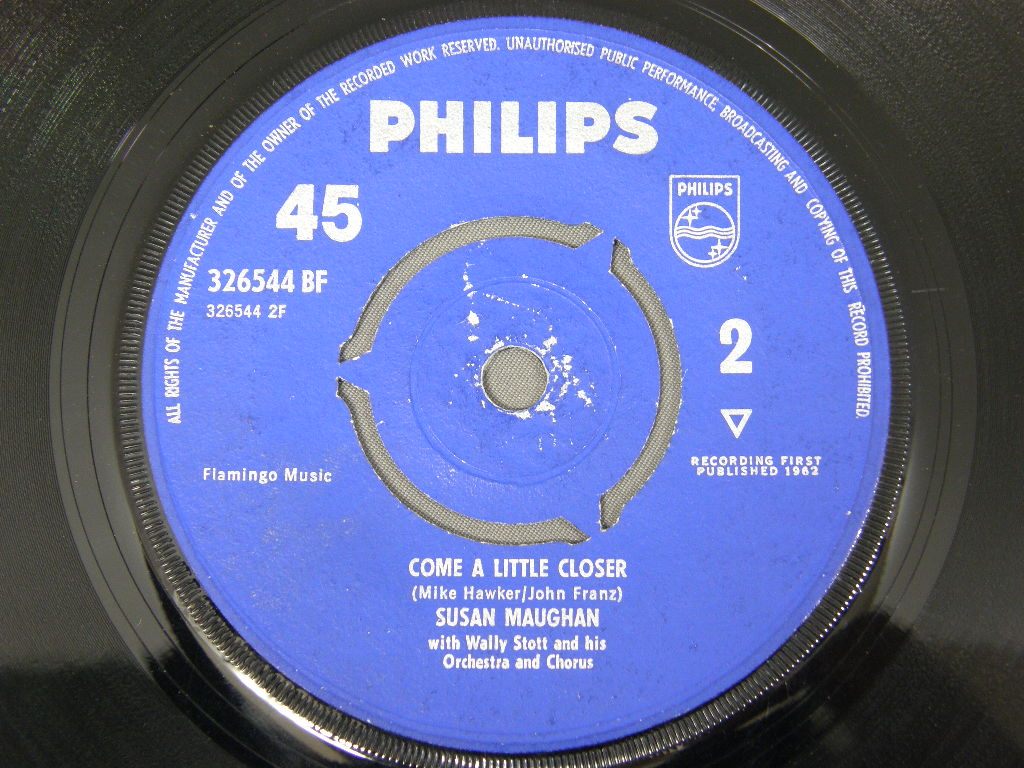 ALL RIGHTS OF THE MANUFACTURER AND OF THE OWNER OF THE RECORDED WORK RESERVED. UNAUTHORISED PUBLIC PERFORMANCE, BROADCASTING AND COPYING OF THIS RECORD PROHIBITED.
PHILIPS
45
PHILIPS
326544 BF
326544 2F
2
RECORDING FIRST
PUBLISHED 1962
Flamingo Music
COME A LITTLE CLOSER
(Mike Hawker/John Franz)
SUSAN MAUGHAN
with Wally Stott and his
Orchestra and Chorus